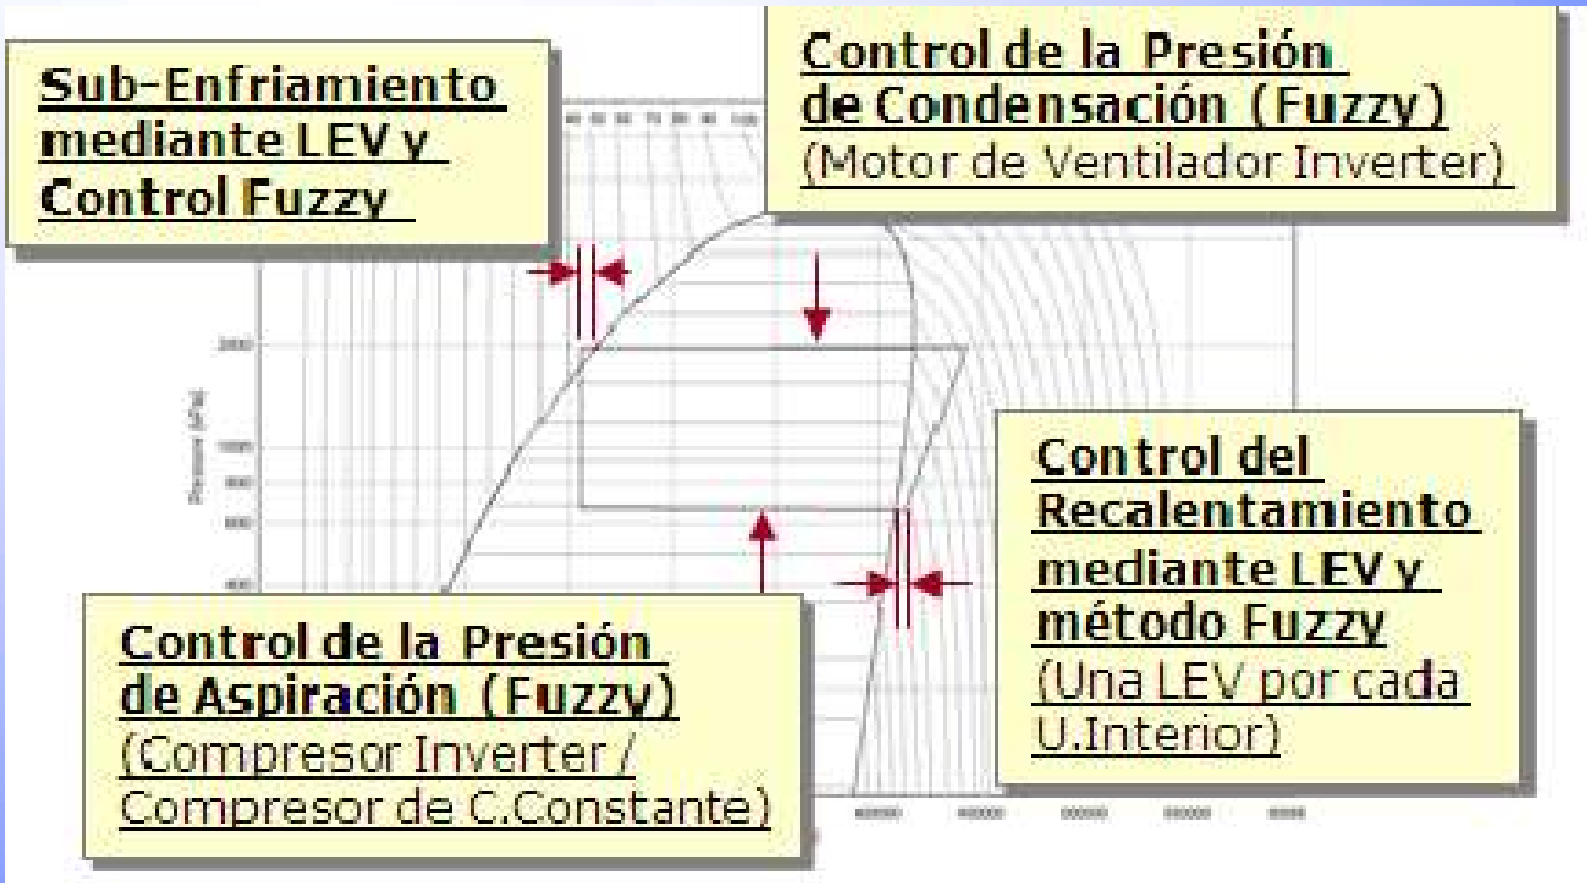 Sub-Enfriamiento
mediante LEV y
Control Fuzzy
Control de la Presión
de Condensación (Fuzzy)
(Motor de Ventilador Inverter)
Control del
Recalentamiento
mediante LEV y
método Fuzzy
(Una LEV por cada
U.Interior)
Control de la Presión
de Aspiración (Fuzzy)
(Compresor Inverter /
Compresor de C.Constante)